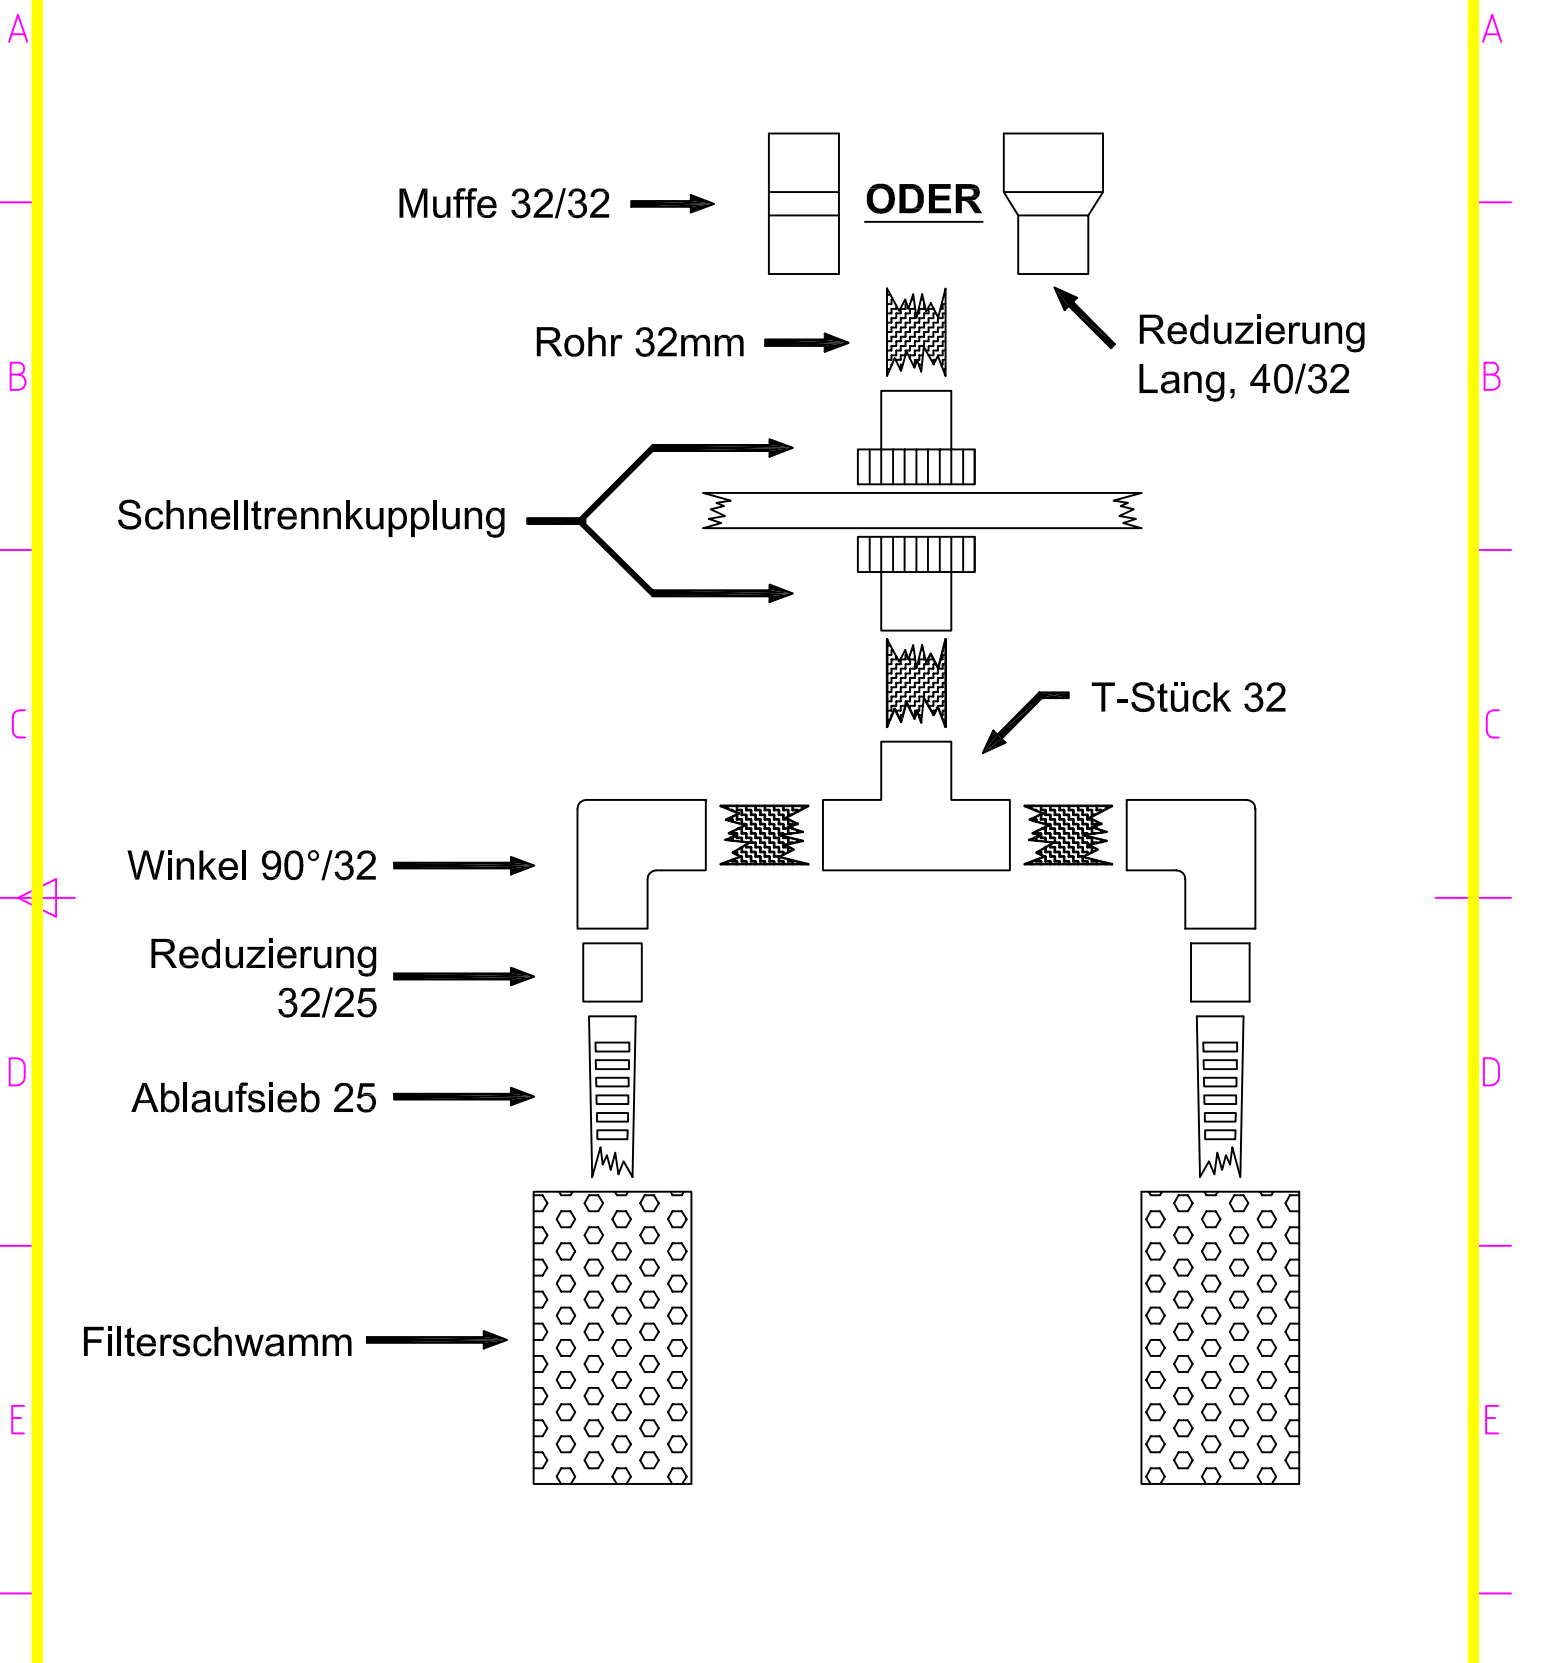 A
A
Muffe 32/32
ODER
Rohr 32mm
Reduzierung
Lang, 40/32
B
B
Schnelltrennkupplung
T-Stück 32
C
C
Winkel 90°/32
Reduzierung
32/25
D
D
Ablaufsieb 25
Filterschwamm
E
E